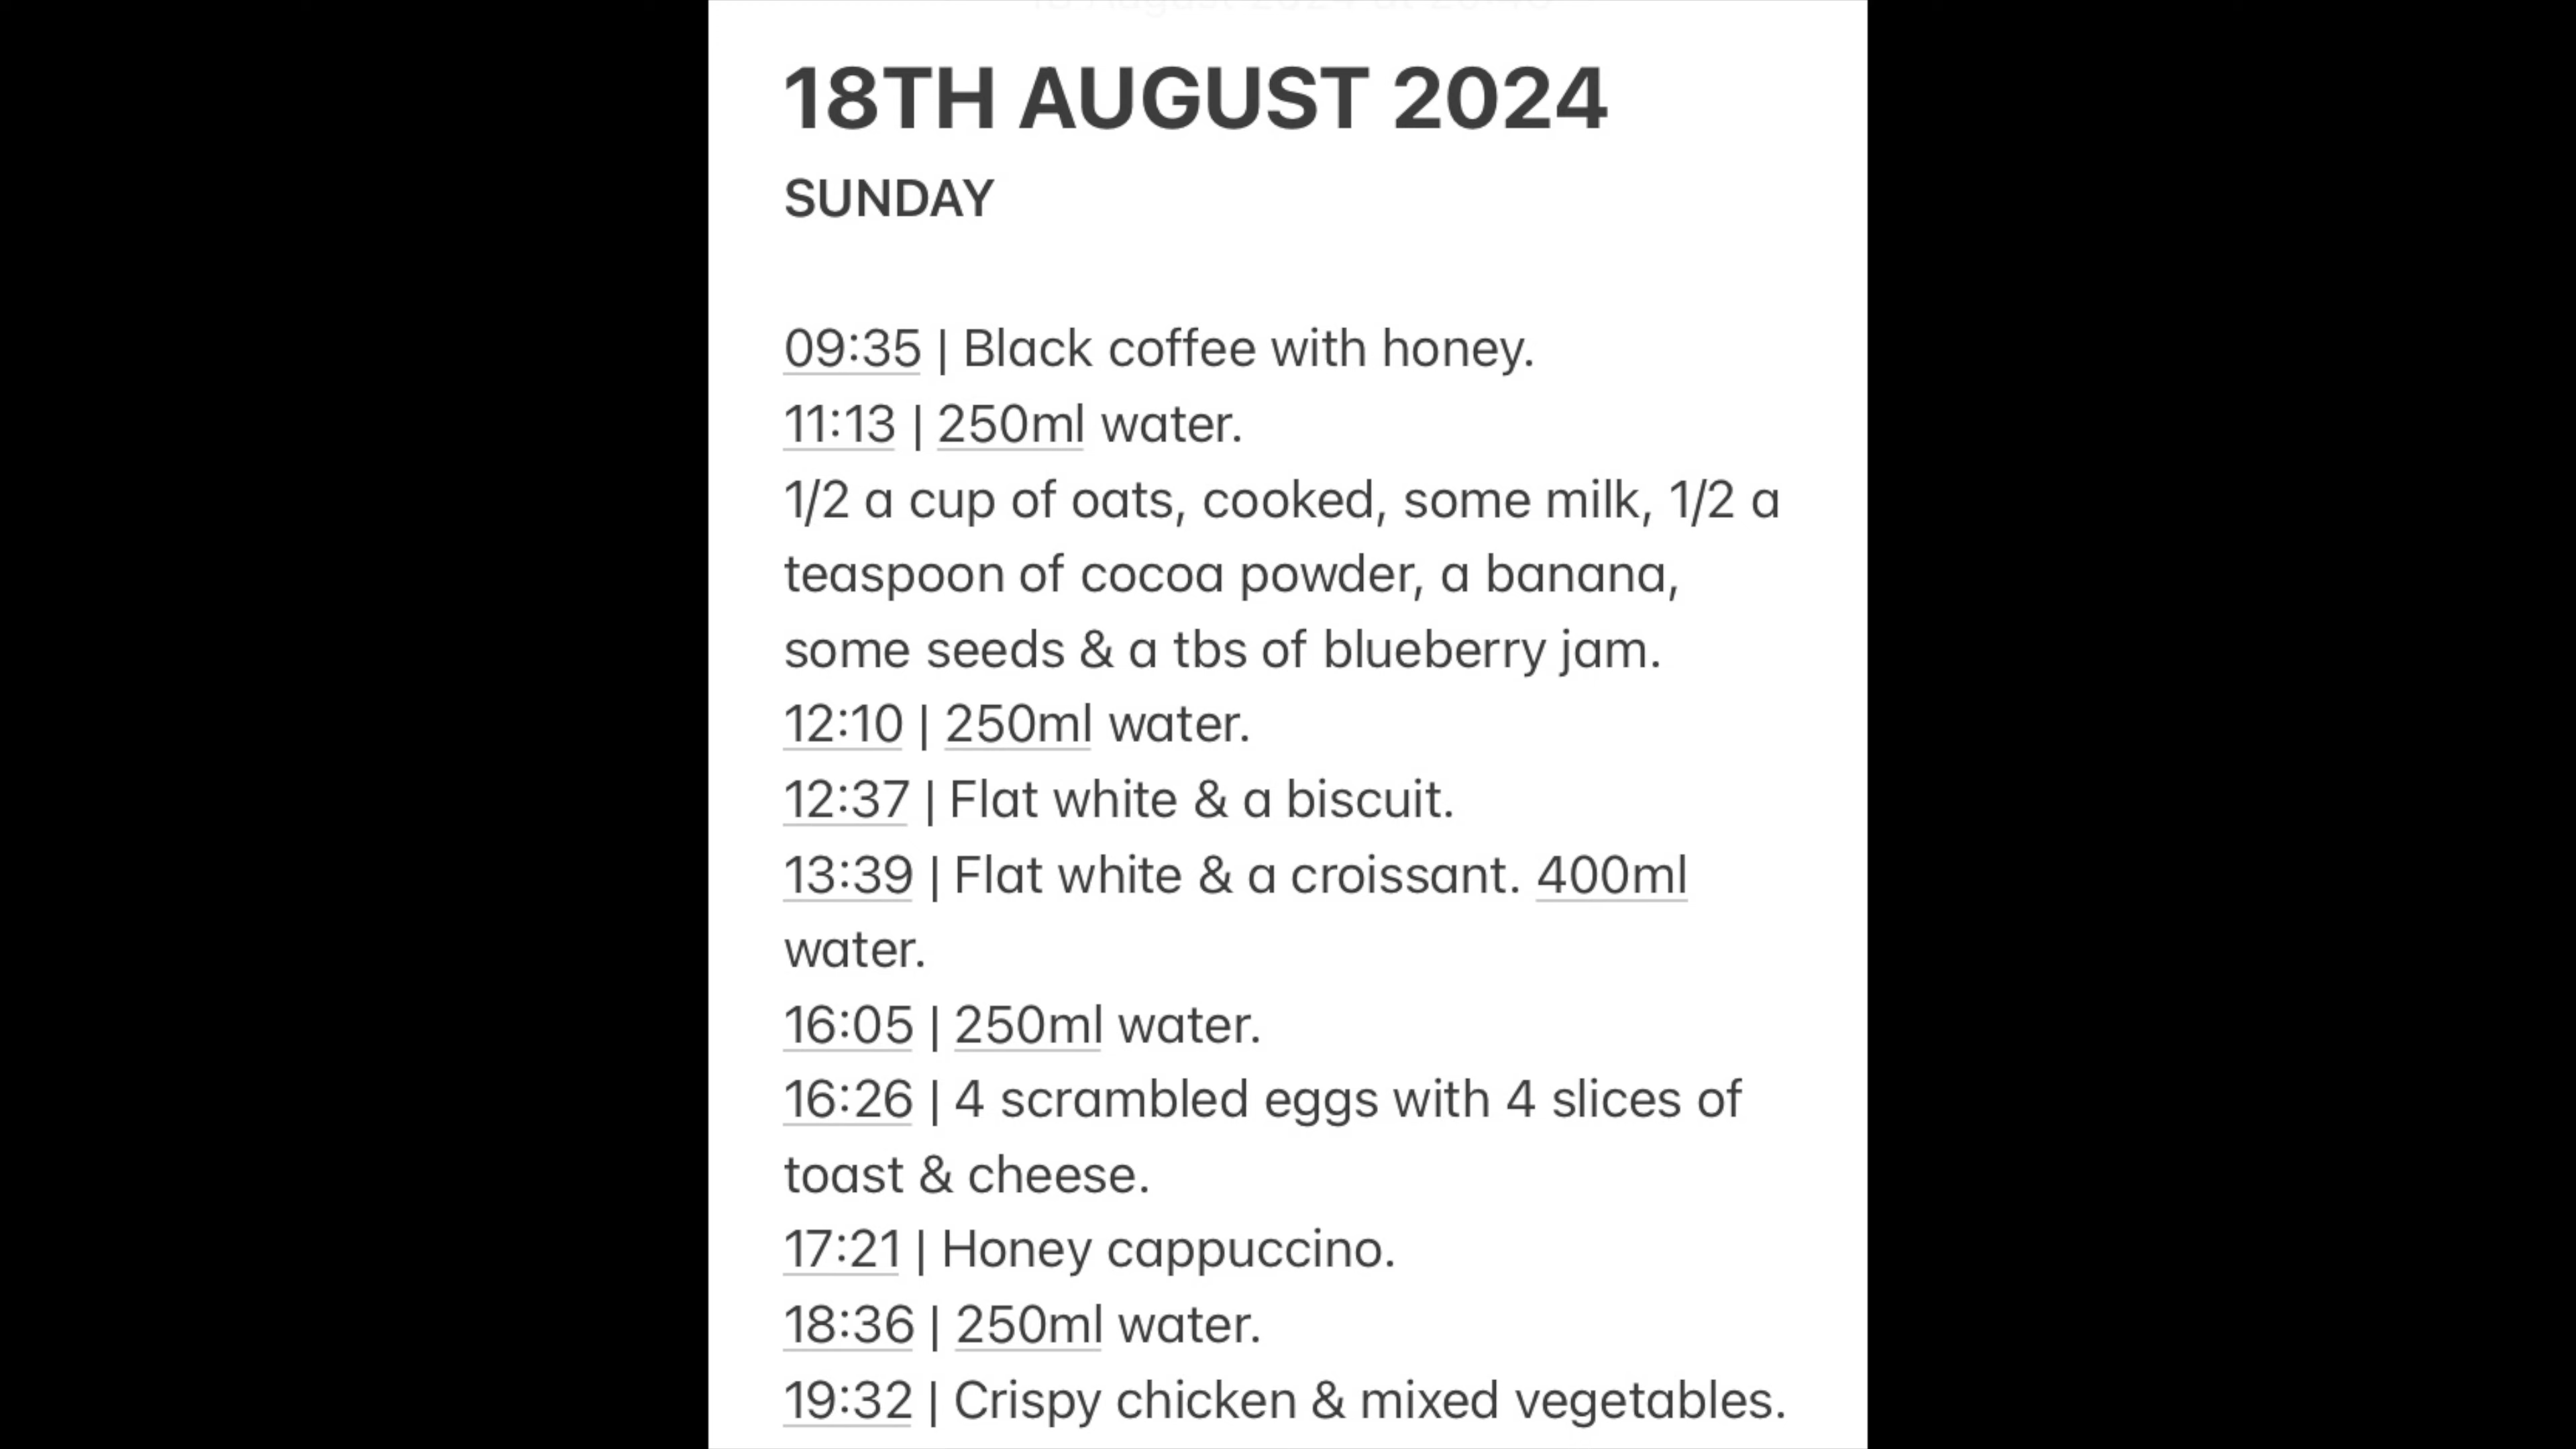 18TH AUGUST 2024
SUNDAY
09:35 | Black coffee with honey.
11:13 | 250ml water.
1/2 a cup of oats, cooked, some milk, 1/2 a
teaspoon of cocoa powder, a banana,
some seeds & a tbs of blueberry jam.
12:10 | 250ml water.
12:37 | Flat white & a biscuit.
13:39 | Flat white & a croissant. 400ml
water.
16:05 | 250ml water.
16:26 | 4 scrambled eggs with 4 slices of
toast & cheese.
17:21 | Honey cappuccino.
18:36 | 250ml water.
19:32 | Crispy chicken & mixed vegetables.